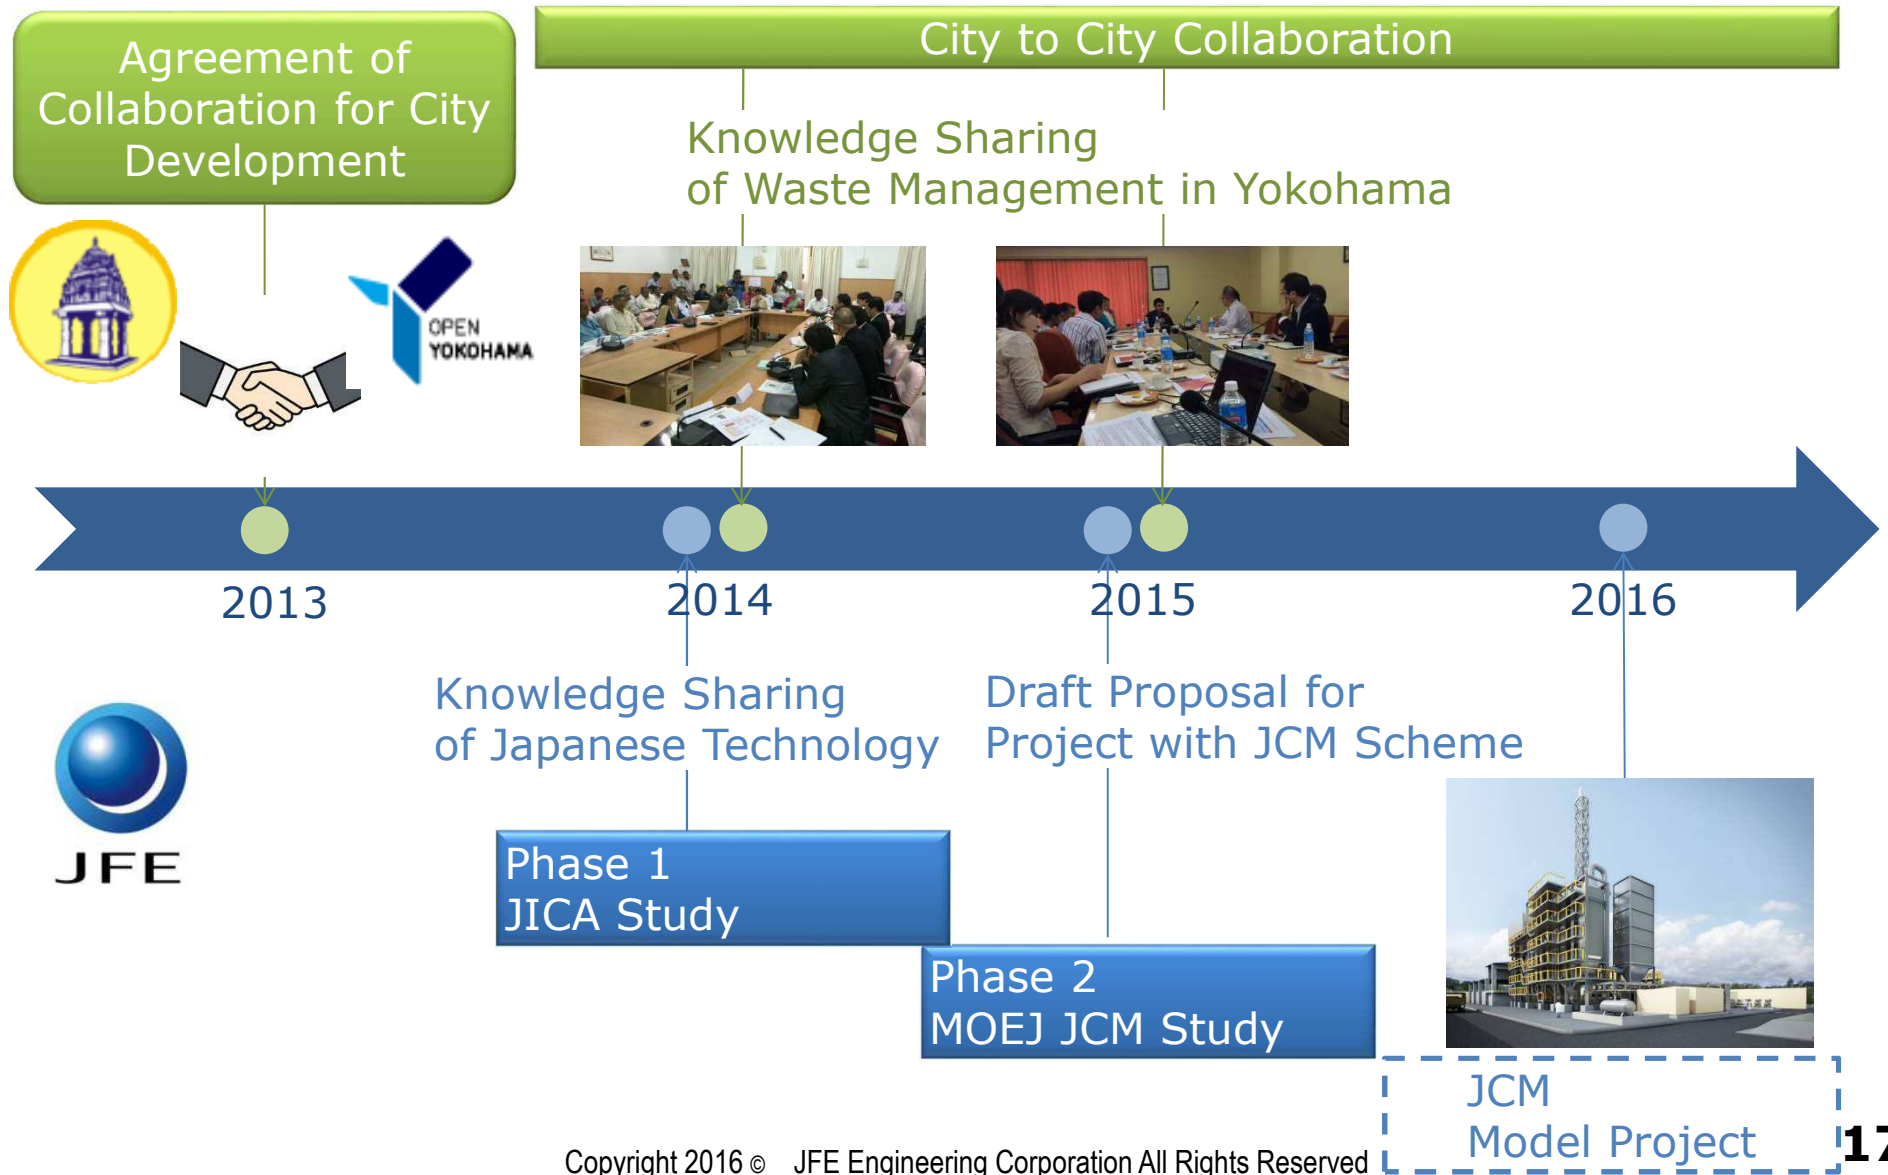 Agreement of
Collaboration for City
Development
City to City Collaboration
Knowledge Sharing
of Waste Management in Yokohama
OPEN
YOKOHAMA
2013
2014
2015
2016
Knowledge Sharing
of Japanese Technology
Draft Proposal for
Project with JCM Scheme
JFE
Phase 1
JICA Study
Phase 2
MOEJ JCM Study
JCM
Model Project
Copyright 2016 © JFE Engineering Corporation All Rights Reserved
17